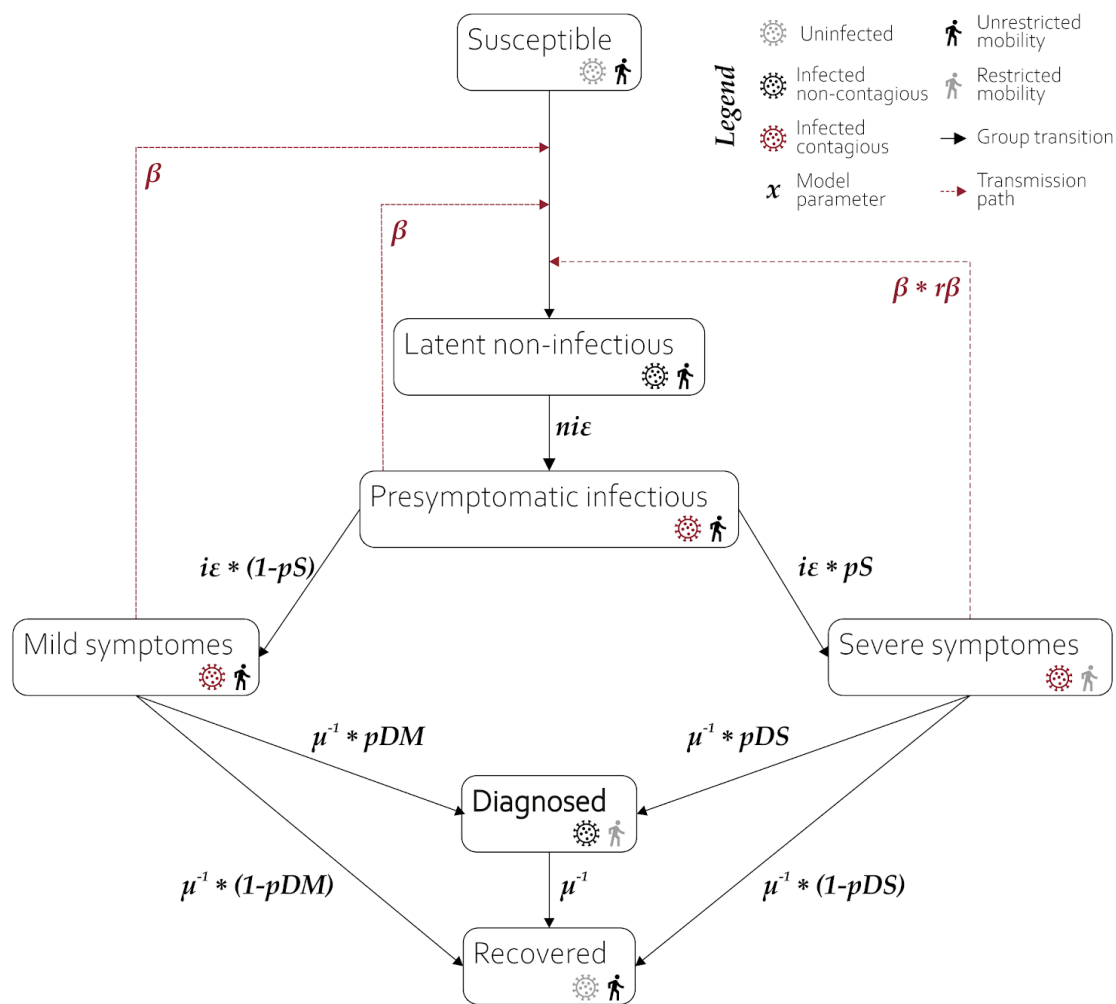 Susceptible
Legend
Uninfected
Unrestricted
mobility
Infected
non-contagious
Restricted
mobility
Infected
contagious
Group transition
x
Model
parameter
Transmission
path
β
β
β * rβ
Latent non-infectious
niε
Presymptomatic infectious
iε * (1-pS)
iε * pS
Mild symptomes
Severe symptomes
μ⁻¹ * pDM
μ⁻¹ * pDS
Diagnosed
μ⁻¹ * (1-pDM)
μ⁻¹
μ⁻¹ * (1-pDS)
Recovered